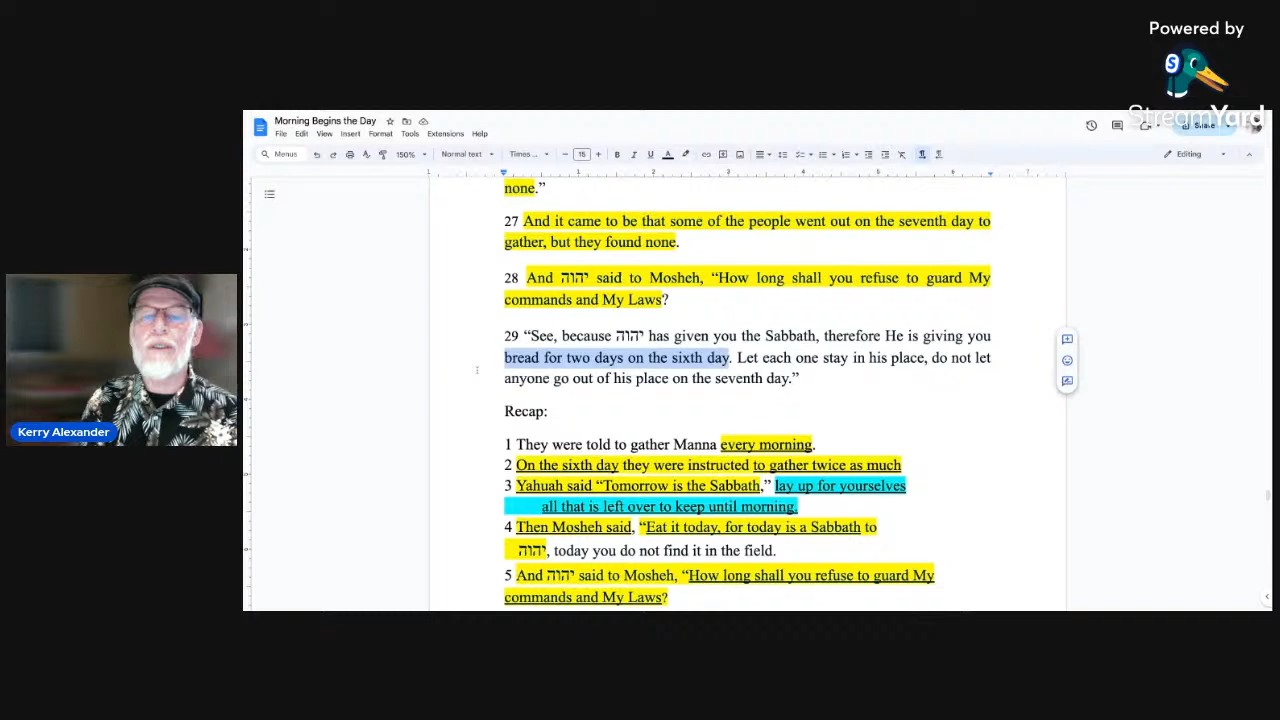 Powered by
StreamYard
Morning Begins the Day
File Edit View Insert Format Tools Extensions Help
Share
Menus 150% Normal text Times ... 15 B I U A Editing
1 1 2 3 4 5 6 7
none.”
27 And it came to be that some of the people went out on the seventh day to
gather, but they found none.
28 And יהוה said to Mosheh, “How long shall you refuse to guard My
commands and My Laws?
29 “See, because יהוה has given you the Sabbath, therefore He is giving you
bread for two days on the sixth day. Let each one stay in his place, do not let
anyone go out of his place on the seventh day.”
Recap:
1 They were told to gather Manna every morning.
2 On the sixth day they were instructed to gather twice as much
3 Yahuah said “Tomorrow is the Sabbath,” lay up for yourselves
all that is left over to keep until morning.
4 Then Mosheh said, “Eat it today, for today is a Sabbath to
יהוה, today you do not find it in the field.
5 And יהוה said to Mosheh, “How long shall you refuse to guard My
commands and My Laws?
Kerry Alexander